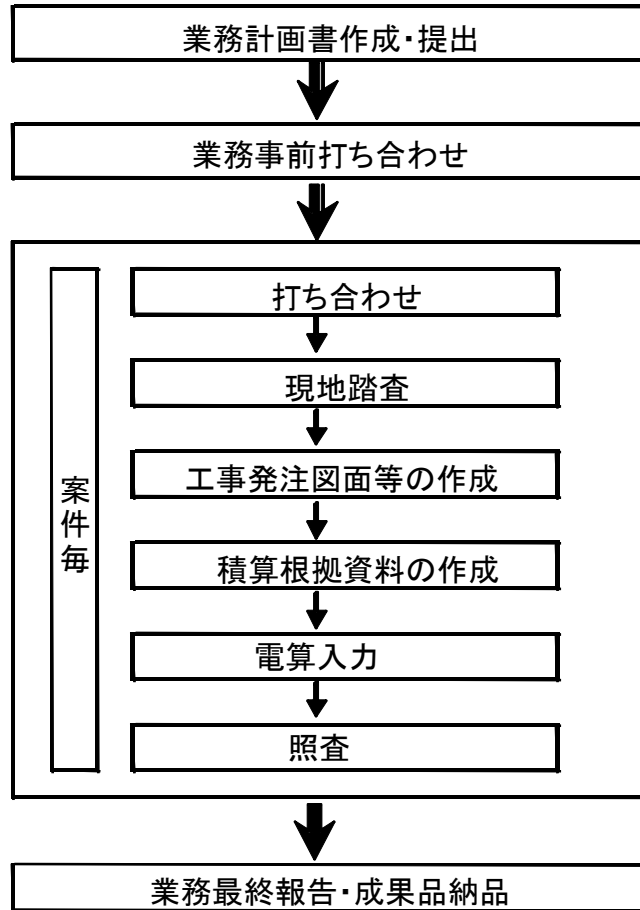 業務計画書作成・提出
業務事前打ち合わせ
案件毎
打ち合わせ
現地踏査
工事発注図面等の作成
積算根拠資料の作成
電算入力
照査
業務最終報告・成果品納品